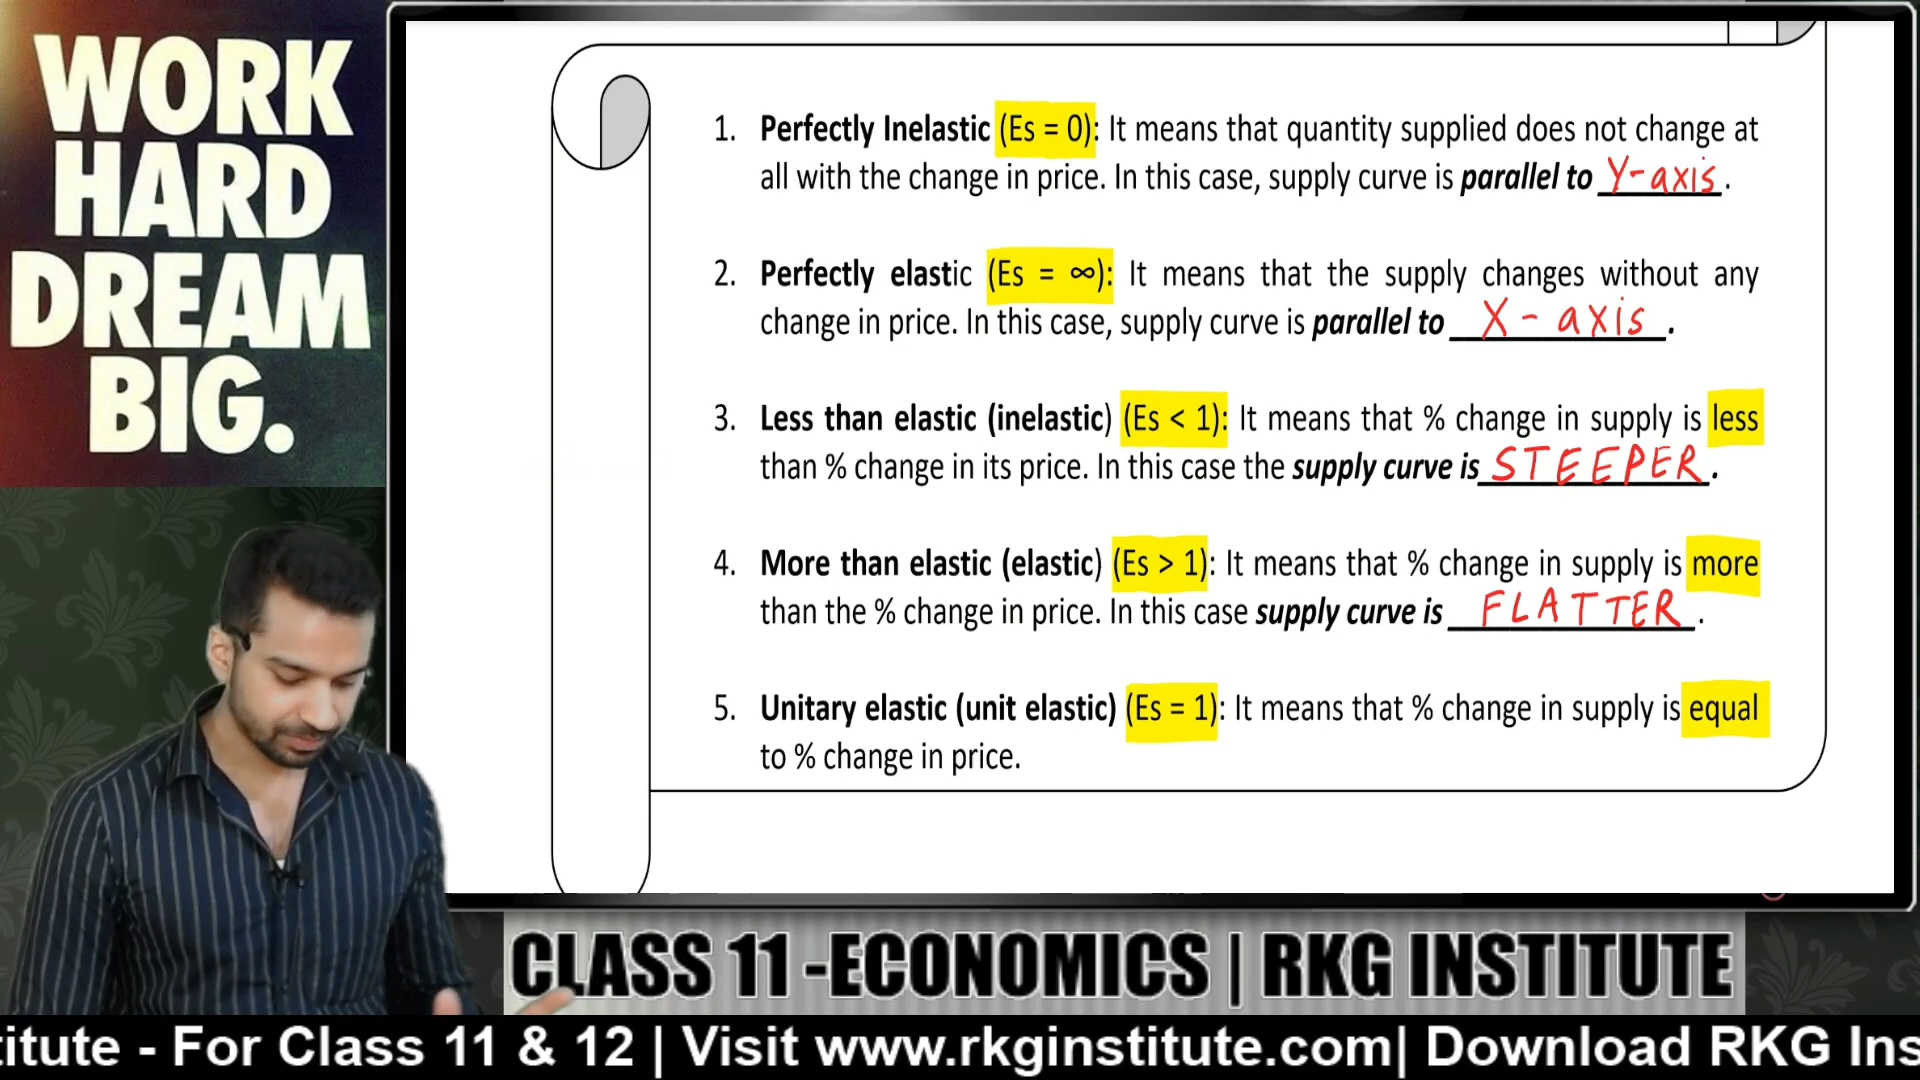 WORK
HARD
DREAM
BIG.
1. Perfectly Inelastic (Es = 0): It means that quantity supplied does not change at
all with the change in price. In this case, supply curve is parallel to Y-axis.
2. Perfectly elastic (Es = ∞): It means that the supply changes without any
change in price. In this case, supply curve is parallel to X-axis.
3. Less than elastic (inelastic) (Es < 1): It means that % change in supply is less
than % change in its price. In this case the supply curve is STEEPER.
4. More than elastic (elastic) (Es > 1): It means that % change in supply is more
than the % change in price. In this case supply curve is FLATTER.
5. Unitary elastic (unit elastic) (Es = 1): It means that % change in supply is equal
to % change in price.
CLASS 11 -ECONOMICS | RKG INSTITUTE
titute - For Class 11 & 12 | Visit www.rkginstitute.com| Download RKG Ins